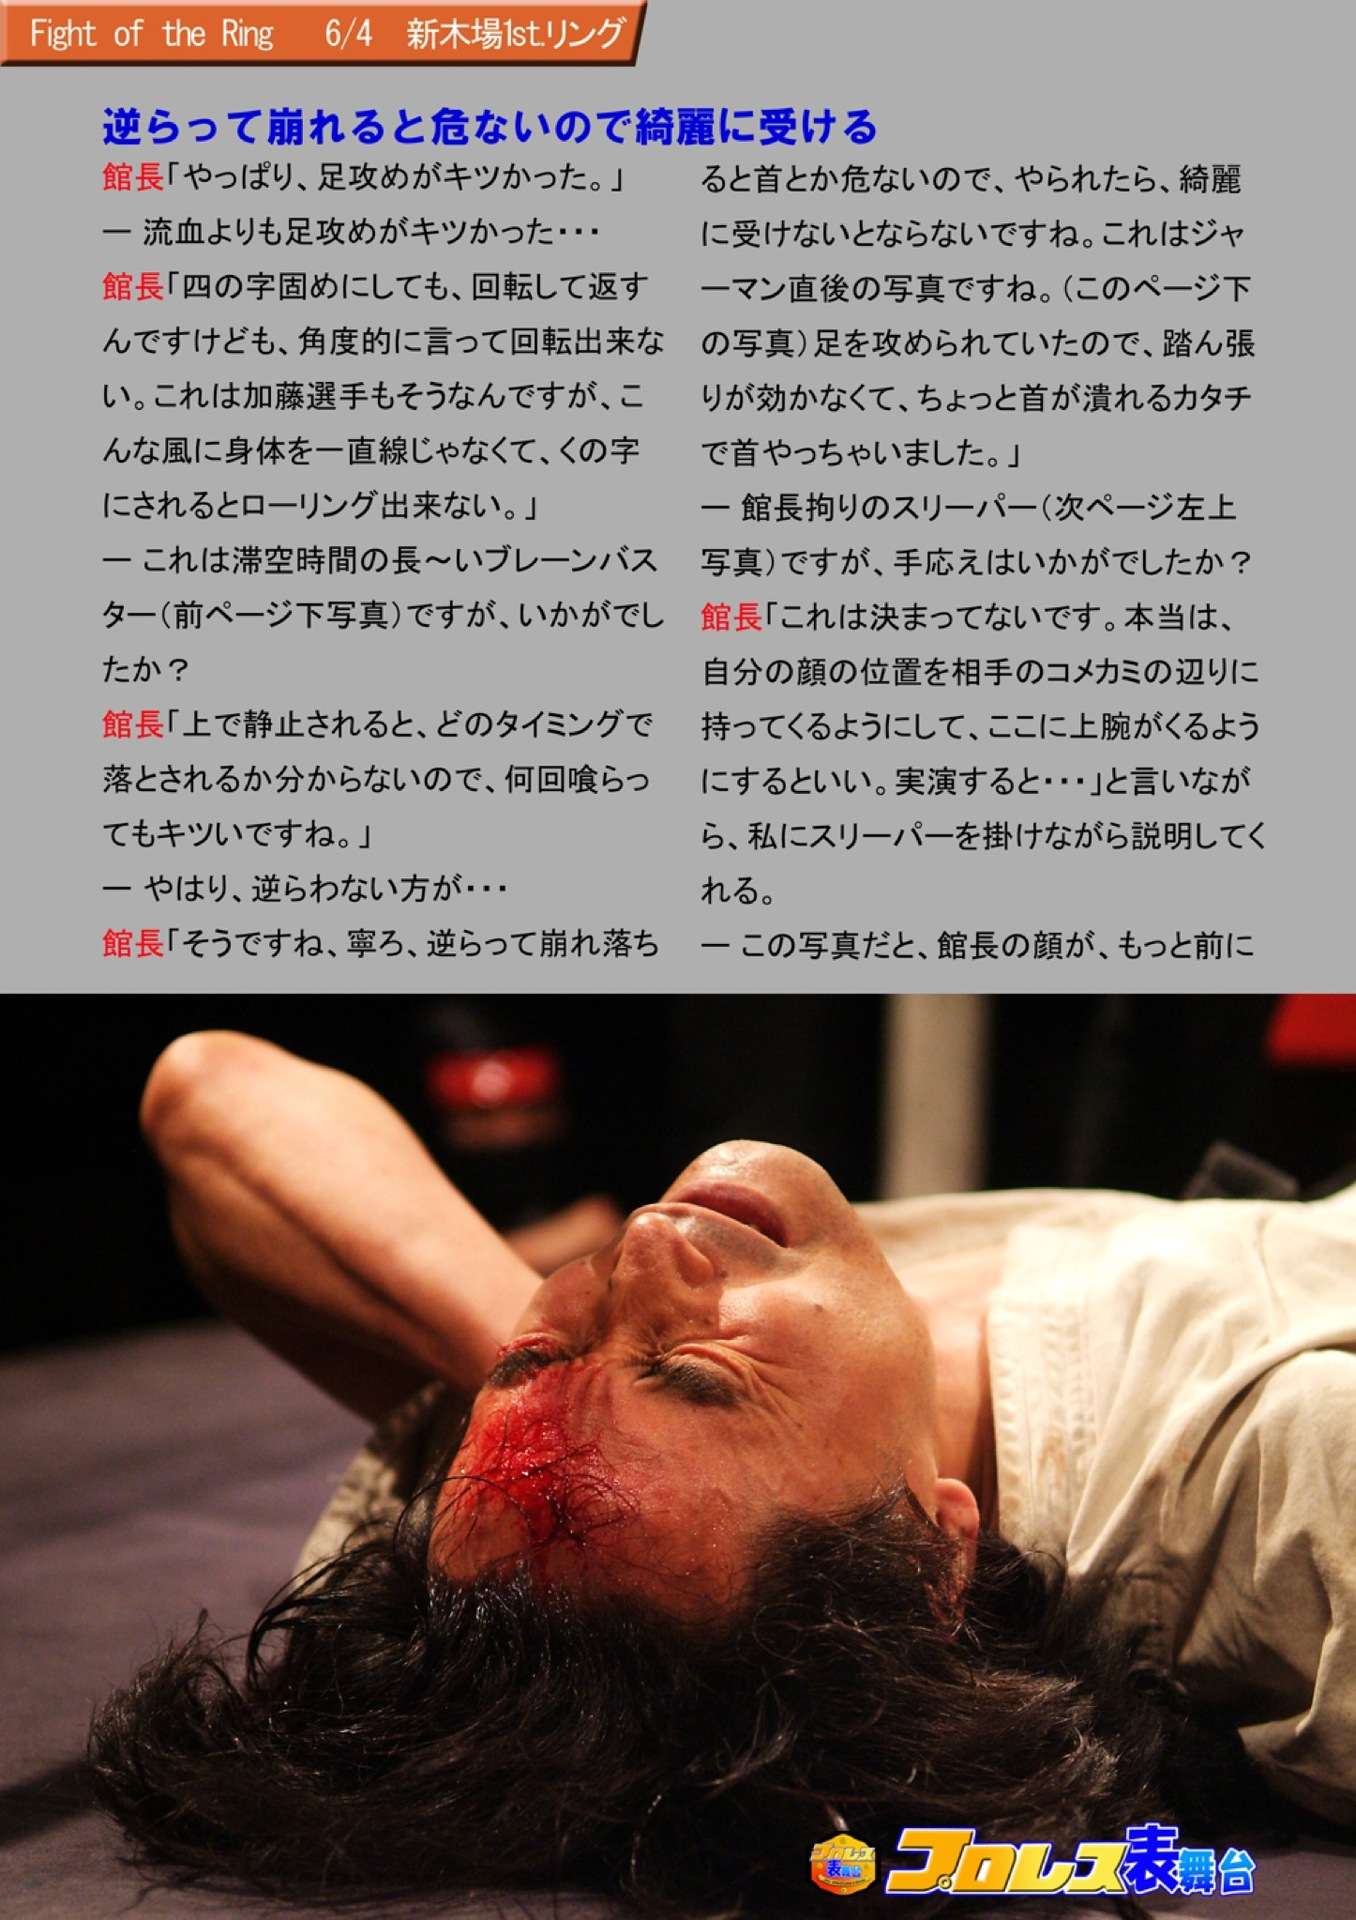 Fight of the Ring　6/4　新木場1st.リング
逆らって崩れると危ないので綺麗に受ける
館長「やっぱり、足攻めがキツかった。」
― 流血よりも足攻めがキツかった・・・
館長「四の字固めにしても、回転して返す
んですけども、角度的に言って回転出来な
い。これは加藤選手もそうなんですが、こ
んな風に身体を一直線じゃなくて、くの字
にされるとローリング出来ない。」
― これは滞空時間の長～いブレーンバス
ター（前ページ下写真）ですが、いかがでし
たか？
館長「上で静止されると、どのタイミングで
落とされるか分からないので、何回喰らっ
てもキツいですね。」
― やはり、逆らわない方が・・・
館長「そうですね、寧ろ、逆らって崩れ落ち
ると首とか危ないので、やられたら、綺麗
に受けないとならないですね。これはジャ
ーマン直後の写真ですね。（このページ下
の写真）足を攻められていたので、踏ん張
りが効かなくて、ちょっと首が潰れるカタチ
で首やっちゃいました。」
― 館長拘りのスリーパー（次ページ左上
写真）ですが、手応えはいかがでしたか？
館長「これは決まってないです。本当は、
自分の顔の位置を相手のコメカミの辺りに
持ってくるようにして、ここに上腕がくるよう
にするといい。実演すると・・・」と言いなが
ら、私にスリーパーを掛けながら説明してく
れる。
― この写真だと、館長の顔が、もっと前に
プロレス
表舞台
プロレス表舞台